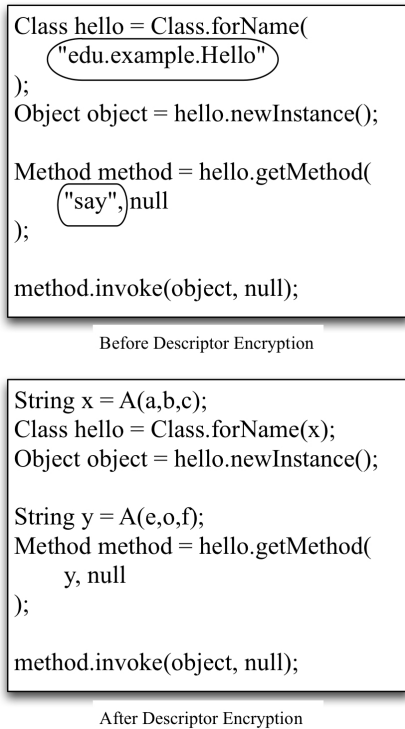 Class hello = Class.forName(
"edu.example.Hello"
);
Object object = hello.newInstance();
Method method = hello.getMethod(
"say",null
);
method.invoke(object, null);
Before Descriptor Encryption
String x = A(a,b,c);
Class hello = Class.forName(x);
Object object = hello.newInstance();
String y = A(e,o,f);
Method method = hello.getMethod(
y, null
);
method.invoke(object, null);
After Descriptor Encryption